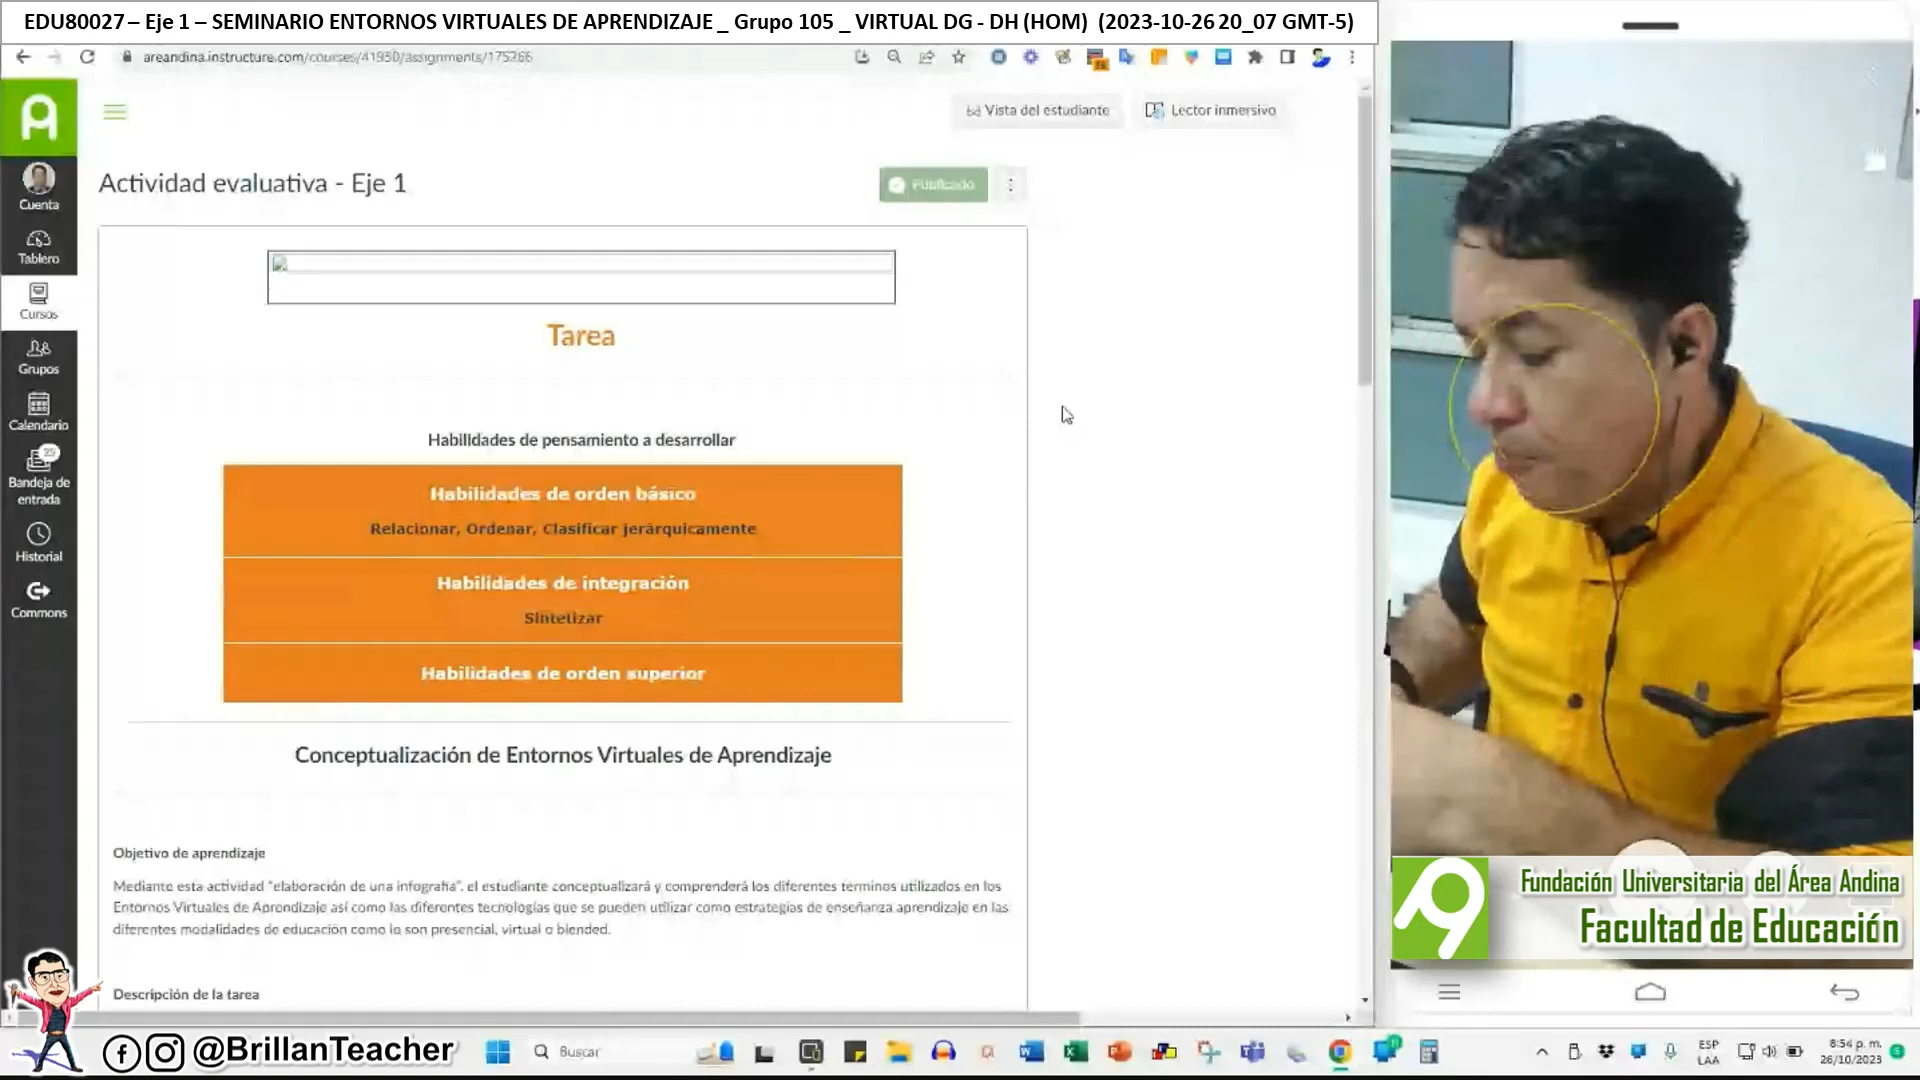 EDU80027 – Eje 1 – SEMINARIO ENTORNOS VIRTUALES DE APRENDIZAJE _ Grupo 105 _ VIRTUAL DG - DH (HOM) (2023-10-26 20_07 GMT-5)
areandina.instructure.com/courses/41950/assignments/175266
Vista del estudiante
Lector inmersivo
Cuenta
Tablero
Cursos
Grupos
Calendario
25
Bandeja de
entrada
Historial
Commons
Actividad evaluativa - Eje 1
Publicado
Tarea
Habilidades de pensamiento a desarrollar
Habilidades de orden básico
Relacionar, Ordenar, Clasificar jerárquicamente
Habilidades de integración
Sintetizar
Habilidades de orden superior
Conceptualización de Entornos Virtuales de Aprendizaje
Objetivo de aprendizaje
Mediante esta actividad "elaboración de una infografía". el estudiante conceptualizará y comprenderá los diferentes terminos utilizados en los
Entornos Virtuales de Aprendizaje así como las diferentes tecnologías que se pueden utilizar como estrategias de enseñanza aprendizaje en las
diferentes modalidades de educación como lo son presencial, virtual o blended.
Descripción de la tarea
Fundación Universitaria del Área Andina
Facultad de Educación
@BrillanTeacher
Buscar
ESP
LAA
8:54 p. m.
26/10/2023